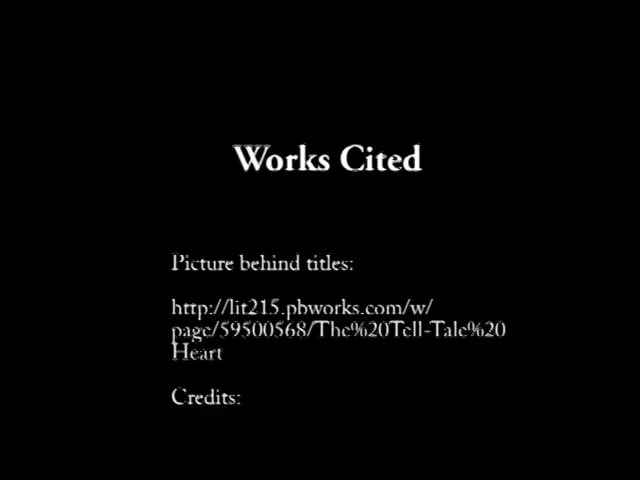 Works Cited
Picture behind titles:
http://lit215.pbworks.com/w/
page/59500568/The%20Tell-Tale%20
Heart
Credits: